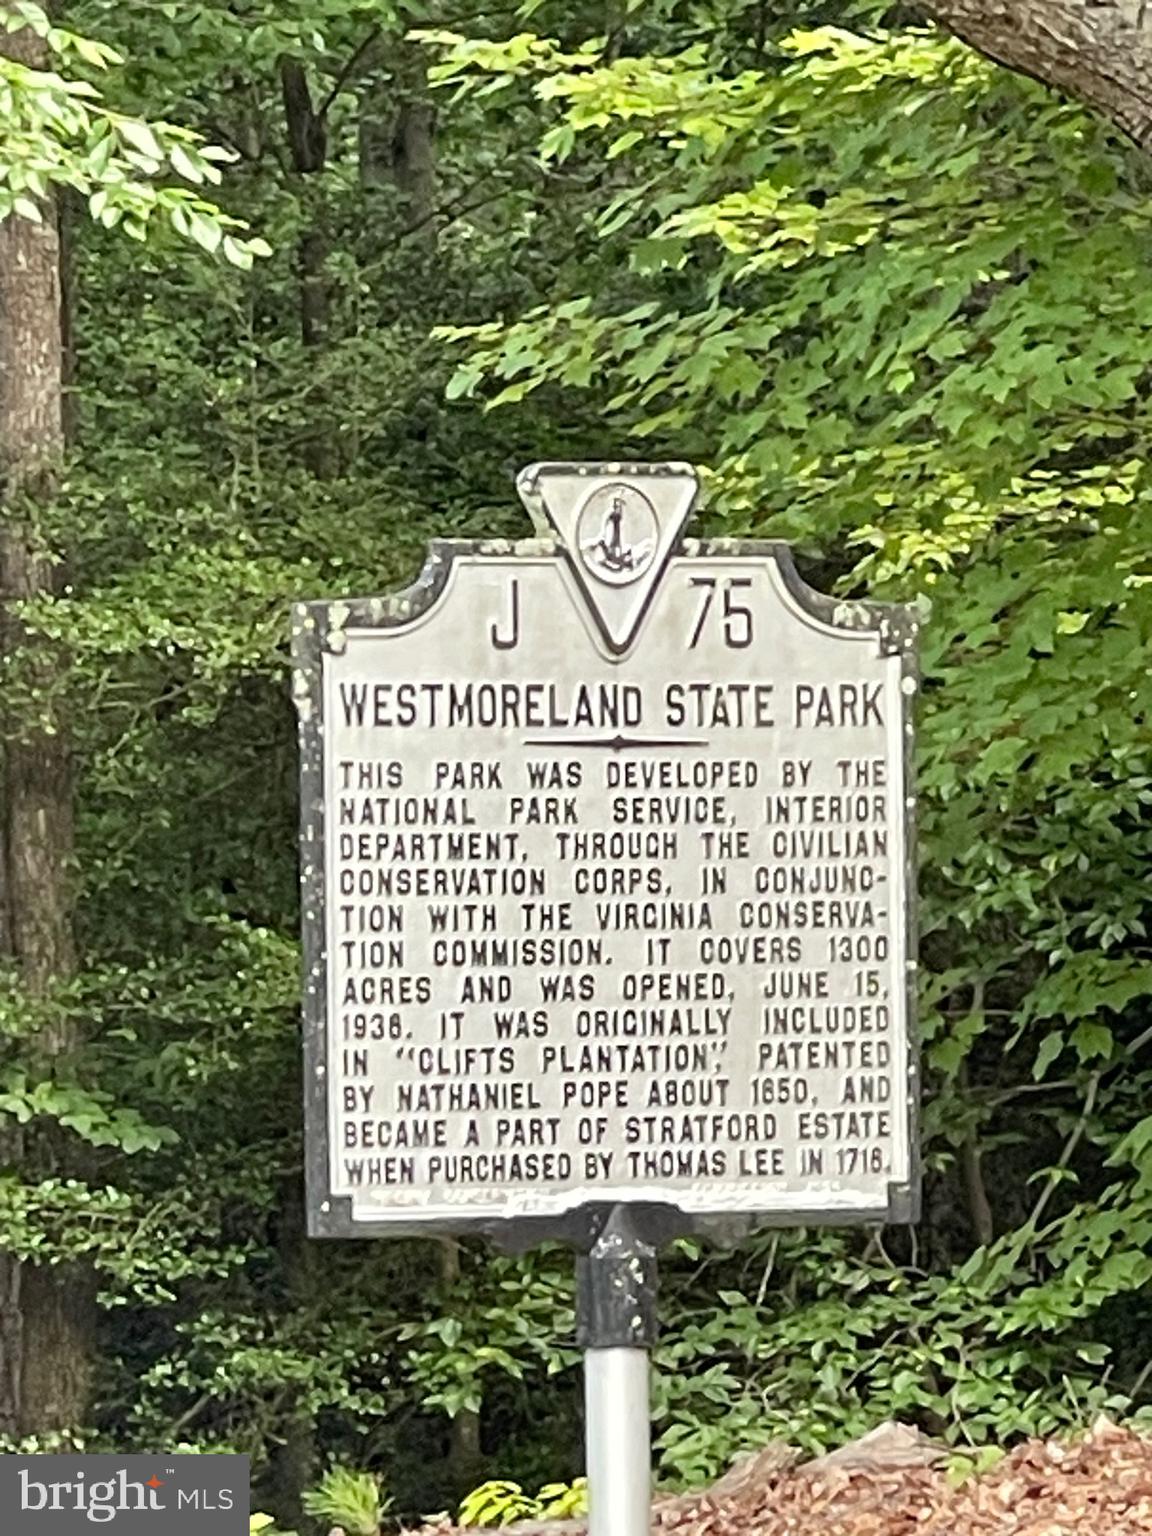 J 75
WESTMORELAND STATE PARK
THIS PARK WAS DEVELOPED BY THE
NATIONAL PARK SERVICE, INTERIOR
DEPARTMENT, THROUGH THE CIVILIAN
CONSERVATION CORPS, IN CONJUNC-
TION WITH THE VIRGINIA CONSERVA-
TION COMMISSION. IT COVERS 1300
ACRES AND WAS OPENED, JUNE 15,
1936. IT WAS ORIGINALLY INCLUDED
IN "CLIFTS PLANTATION", PATENTED
BY NATHANIEL POPE ABOUT 1650, AND
BECAME A PART OF STRATFORD ESTATE
WHEN PURCHASED BY THOMAS LEE IN 1716.
bright™ MLS